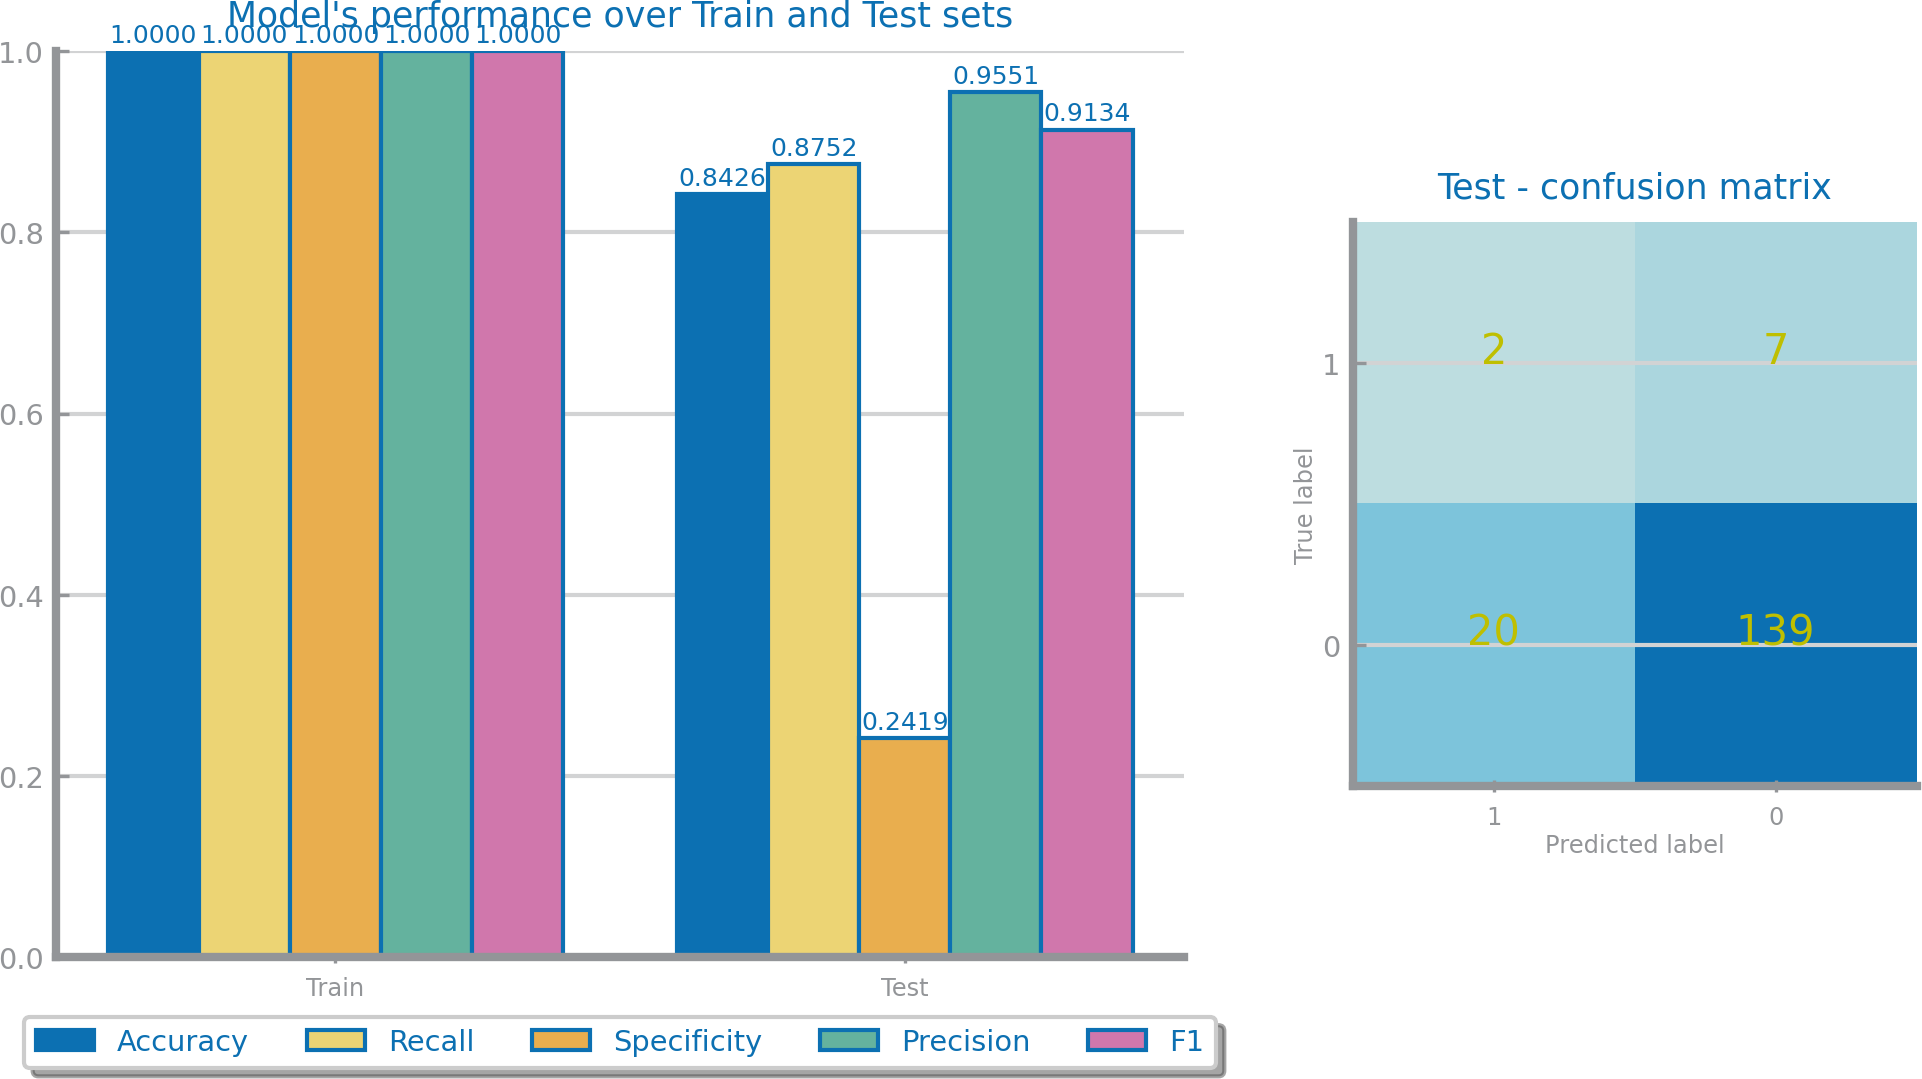 Model's performance over Train and Test sets
1.0000 1.0000 1.0000 1.0000 1.0000
0.8426 0.8752 0.2419 0.9551 0.9134
1.0
0.8
0.6
0.4
0.2
0.0
Train Test
Accuracy Recall Specificity Precision F1
Test - confusion matrix
True label
1 2 7
0 20 139
1 0
Predicted label